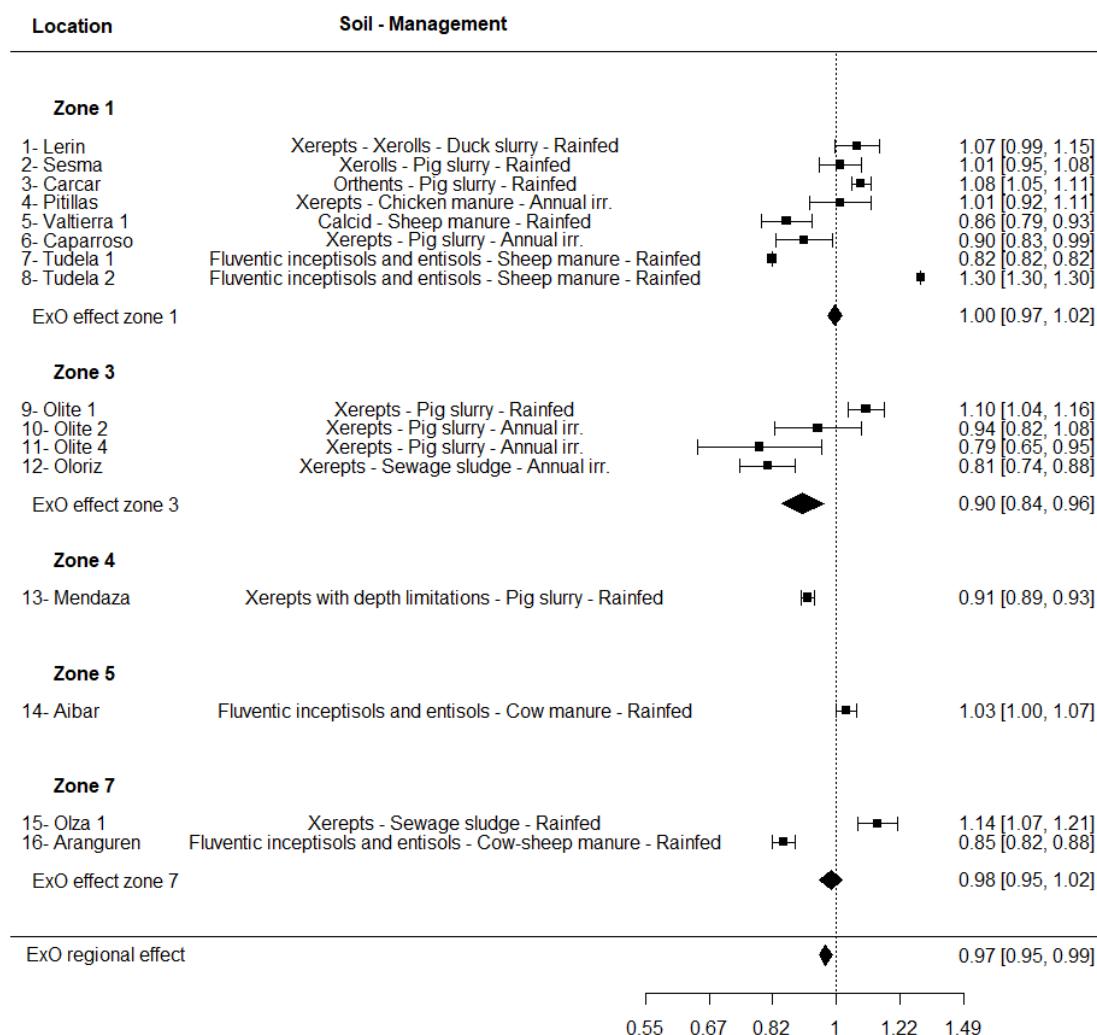 Location Soil - Management
Zone 1
1- Lerin Xerepts - Xerolls - Duck slurry - Rainfed 1.07 [0.99, 1.15]
2- Sesma Xerolls - Pig slurry - Rainfed 1.01 [0.95, 1.08]
3- Carcar Orthents - Pig slurry - Rainfed 1.08 [1.05, 1.11]
4- Pitillas Xerepts - Chicken manure - Annual irr. 1.01 [0.92, 1.11]
5- Valtierra 1 Calcid - Sheep manure - Rainfed 0.86 [0.79, 0.93]
6- Caparroso Xerepts - Pig slurry - Annual irr. 0.90 [0.83, 0.99]
7- Tudela 1 Fluventic inceptisols and entisols - Sheep manure - Rainfed 0.82 [0.82, 0.82]
8- Tudela 2 Fluventic inceptisols and entisols - Sheep manure - Rainfed 1.30 [1.30, 1.30]
ExO effect zone 1 1.00 [0.97, 1.02]
Zone 3
9- Olite 1 Xerepts - Pig slurry - Rainfed 1.10 [1.04, 1.16]
10- Olite 2 Xerepts - Pig slurry - Annual irr. 0.94 [0.82, 1.08]
11- Olite 4 Xerepts - Pig slurry - Annual irr. 0.79 [0.65, 0.95]
12- Oloriz Xerepts - Sewage sludge - Annual irr. 0.81 [0.74, 0.88]
ExO effect zone 3 0.90 [0.84, 0.96]
Zone 4
13- Mendaza Xerepts with depth limitations - Pig slurry - Rainfed 0.91 [0.89, 0.93]
Zone 5
14- Aibar Fluventic inceptisols and entisols - Cow manure - Rainfed 1.03 [1.00, 1.07]
Zone 7
15- Olza 1 Xerepts - Sewage sludge - Rainfed 1.14 [1.07, 1.21]
16- Aranguren Fluventic inceptisols and entisols - Cow-sheep manure - Rainfed 0.85 [0.82, 0.88]
ExO effect zone 7 0.98 [0.95, 1.02]
ExO regional effect 0.97 [0.95, 0.99]
0.55 0.67 0.82 1 1.22 1.49